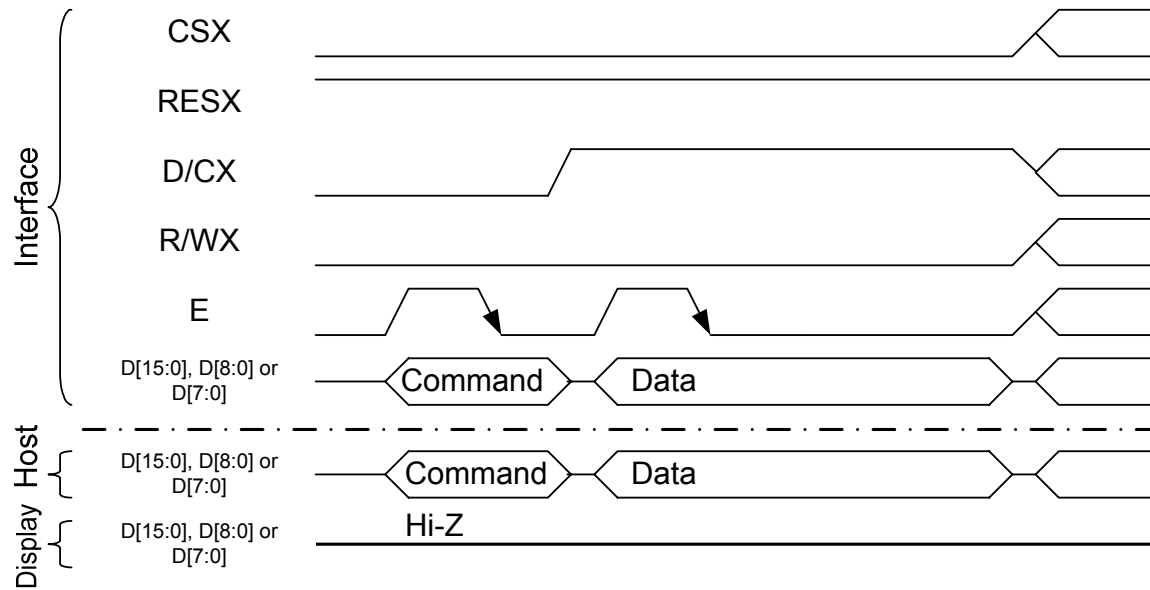 Interface
CSX
RESX
D/CX
R/WX
E
D[15:0], D[8:0] or
D[7:0]
Command
Data
Host
D[15:0], D[8:0] or
D[7:0]
Command
Data
Display
D[15:0], D[8:0] or
D[7:0]
Hi-Z